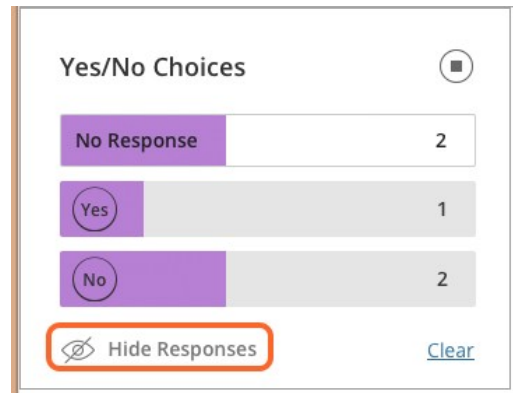 Yes/No Choices
No Response 2
Yes 1
No 2
Hide Responses Clear